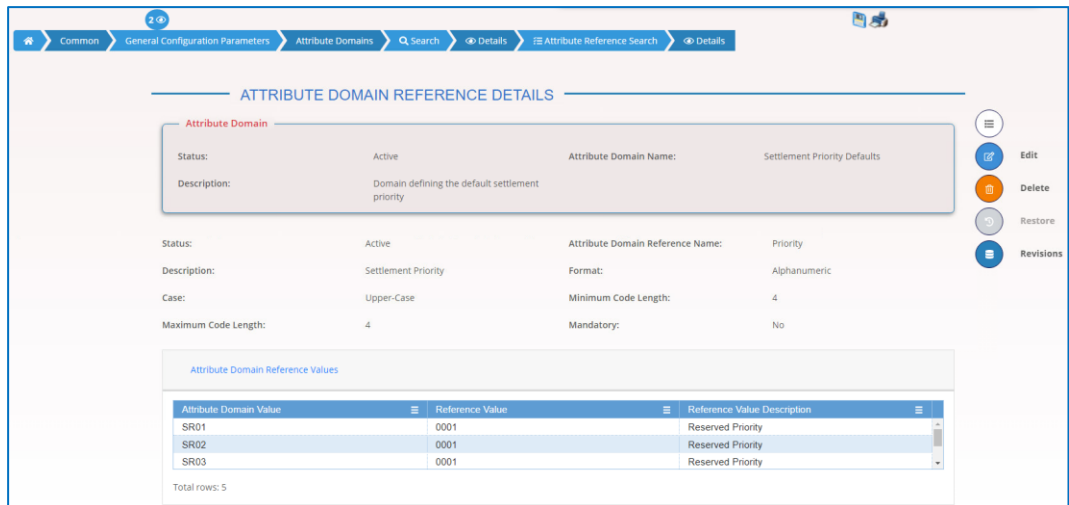 2
Common General Configuration Parameters Attribute Domains Search Details Attribute Reference Search Details
ATTRIBUTE DOMAIN REFERENCE DETAILS
Attribute Domain
Status: Active Attribute Domain Name: Settlement Priority Defaults
Description: Domain defining the default settlement
priority
Edit
Delete
Restore
Revisions
Status: Active Attribute Domain Reference Name: Priority
Description: Settlement Priority Format: Alphanumeric
Case: Upper-Case Minimum Code Length: 4
Maximum Code Length: 4 Mandatory: No
Attribute Domain Reference Values
Attribute Domain Value Reference Value Reference Value Description
SR01 0001 Reserved Priority
SR02 0001 Reserved Priority
SR03 0001 Reserved Priority
Total rows: 5